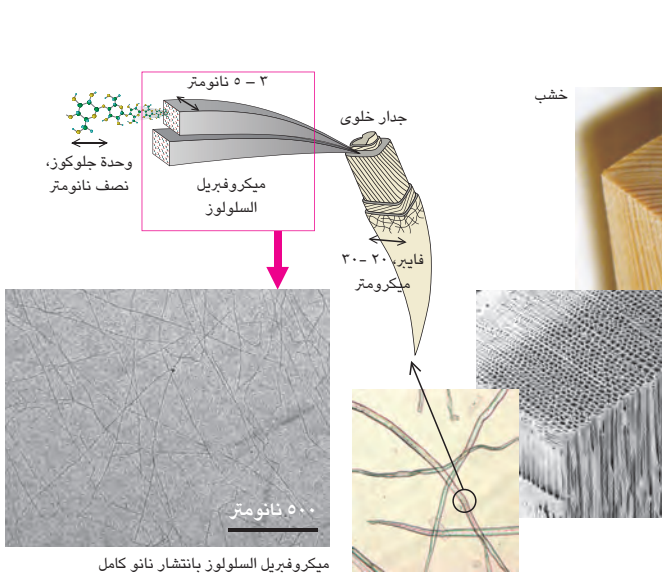 خشب
جدار خلوي
٣ – ٥ نانومتر
وحدة جلوكوز،
نصف نانومتر
ميكروفبريل
السلولوز
فايبر، ٢٠ -٣٠
ميكرومتر
٥٠٠ نانومتر
ميكروفبريل السلولوز بانتشار نانو كامل